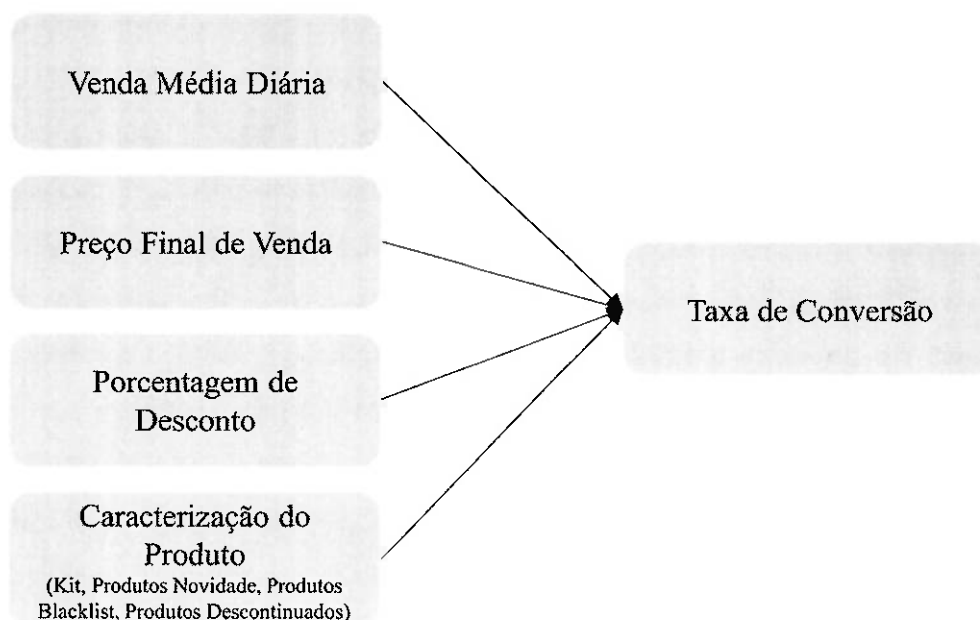 Venda Média Diária
Preço Final de Venda
Taxa de Conversão
Porcentagem de
Desconto
Caracterização do
Produto
(Kit, Produtos Novidade, Produtos
Blacklist, Produtos Descontinuados)